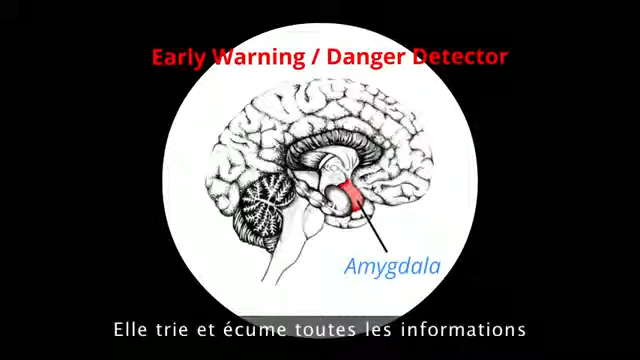 Early Warning / Danger Detector
Amygdala
Elle trie et écume toutes les informations